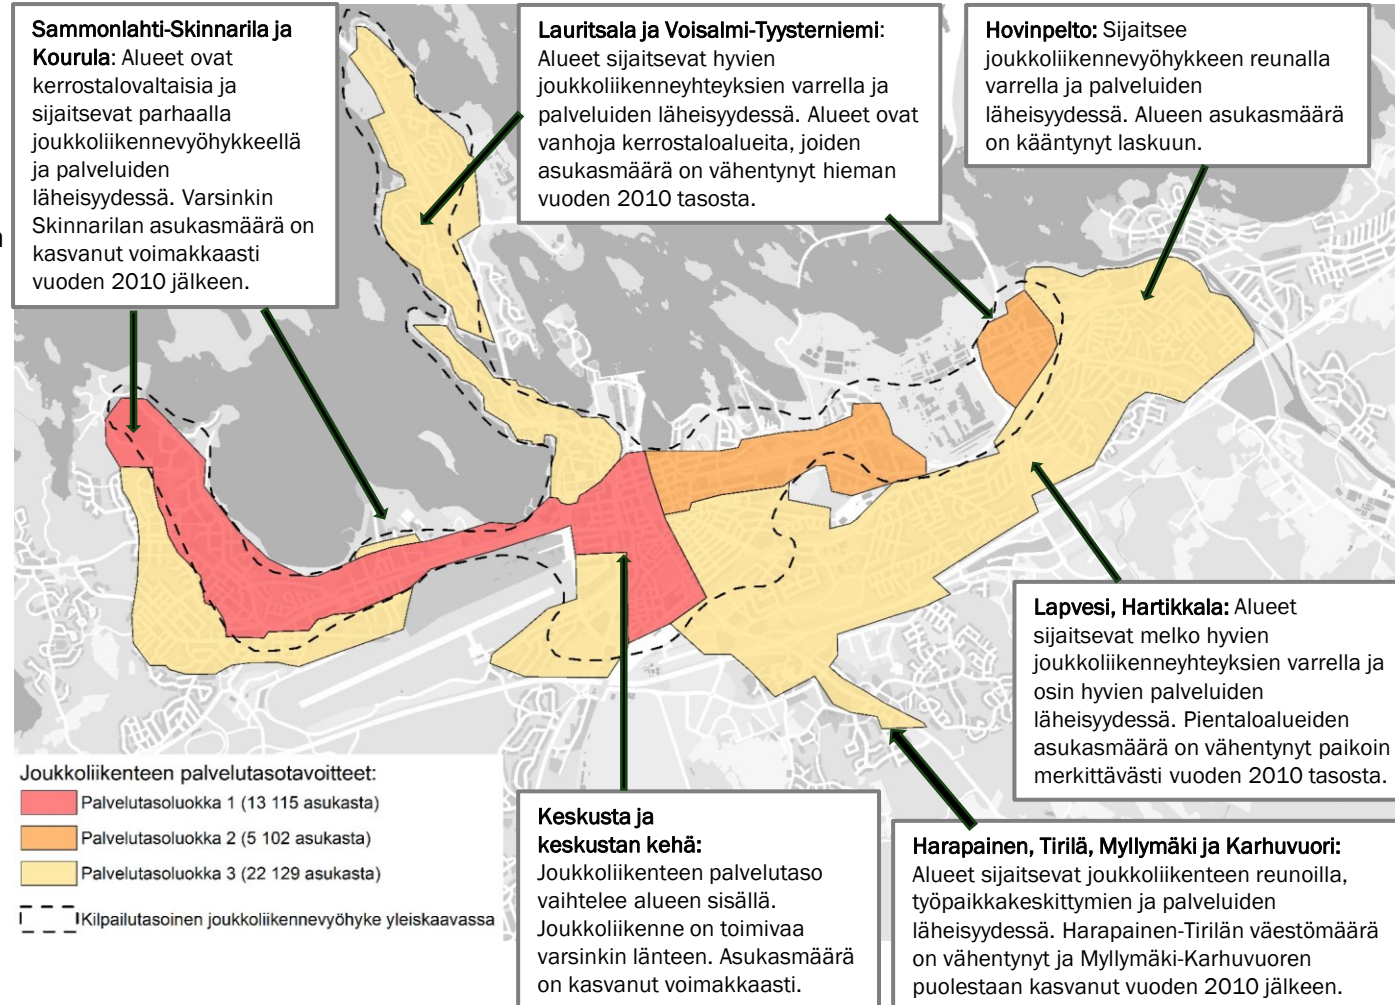 Sammonlahti-Skinnarila ja
Kourula: Alueet ovat
kerrostalovaltaisia ja
sijaitsevat parhaalla
joukkoliikennevyöhykkeellä
ja palveluiden
läheisyydessä. Varsinkin
Skinnarilan asukasmäärä on
kasvanut voimakkaasti
vuoden 2010 jälkeen.
Lauritsala ja Voisalmi-Tyysterniemi:
Alueet sijaitsevat hyvien
joukkoliikenneyhteyksien varrella ja
palveluiden läheisyydessä. Alueet ovat
vanhoja kerrostaloalueita, joiden
asukasmäärä on vähentynyt hieman
vuoden 2010 tasosta.
Hovinpelto: Sijaitsee
joukkoliikennevyöhykkeen reunalla
varrella ja palveluiden
läheisyydessä. Alueen asukasmäärä
on kääntynyt laskuun.
Lapvesi, Hartikkala: Alueet
sijaitsevat melko hyvien
joukkoliikenneyhteyksien varrella ja
osin hyvien palveluiden
läheisyydessä. Pientaloalueiden
asukasmäärä on vähentynyt paikoin
merkittävästi vuoden 2010 tasosta.
Joukkoliikenteen palvelutasotavoitteet:
Palvelutasoluokka 1 (13 115 asukasta)
Palvelutasoluokka 2 (5 102 asukasta)
Palvelutasoluokka 3 (22 129 asukasta)
Kilpailutasoinen joukkoliikennevyöhyke yleiskaavassa
Keskusta ja
keskustan kehä:
Joukkoliikenteen palvelutaso
vaihtelee alueen sisällä.
Joukkoliikenne on toimivaa
varsinkin länteen. Asukasmäärä
on kasvanut voimakkaasti.
Harapainen, Tirilä, Myllymäki ja Karhuvuori:
Alueet sijaitsevat joukkoliikenteen reunoilla,
työpaikkakeskittymien ja palveluiden
läheisyydessä. Harapainen-Tirilän väestömäärä
on vähentynyt ja Myllymäki-Karhuvuoren
puolestaan kasvanut vuoden 2010 jälkeen.